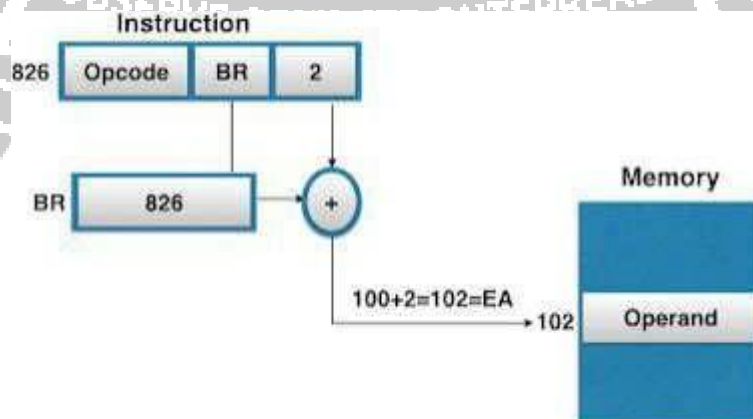 Instruction
826 Opcode BR 2
BR 826 +
Memory
100+2=102=EA
102 Operand